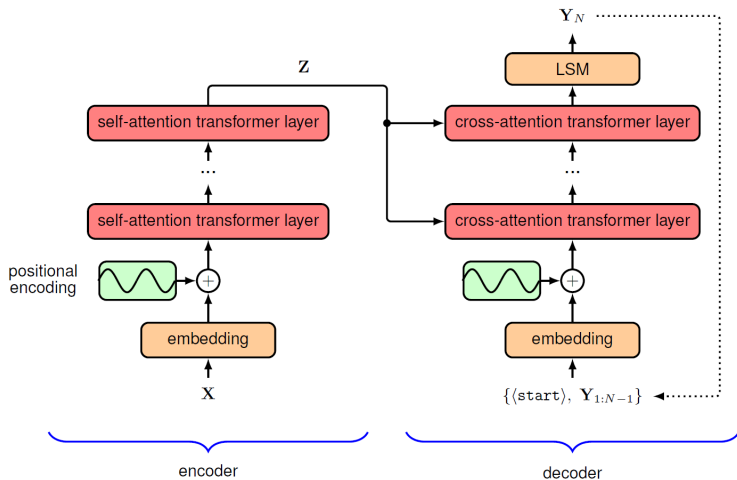 Y_N
LSM
Z
self-attention transformer layer
cross-attention transformer layer
...
...
self-attention transformer layer
cross-attention transformer layer
positional
encoding
+
+
embedding
embedding
X
{⟨start⟩, Y_{1:N−1}}
encoder
decoder